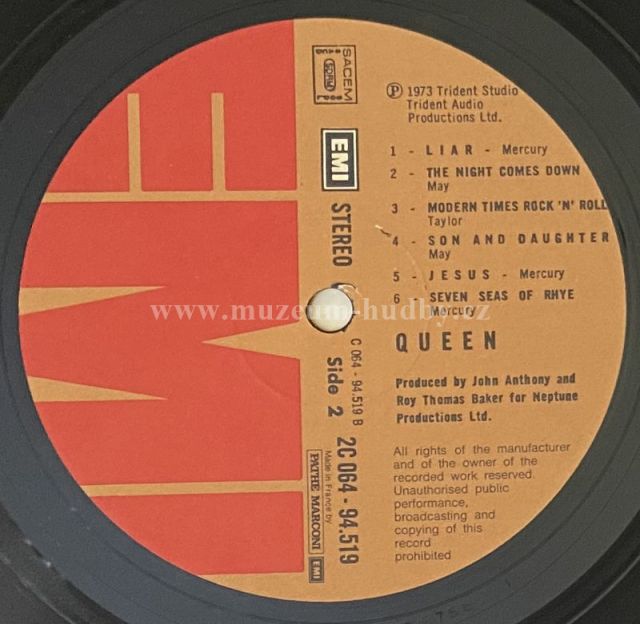 EMI
SACEM
SDRM
EMI
STEREO
Ⓟ 1973 Trident Studio
Trident Audio
Productions Ltd.
1 - LIAR - Mercury
2 - THE NIGHT COMES DOWN
May
3 - MODERN TIMES ROCK 'N' ROLL
Taylor
4 - SON AND DAUGHTER
May
5 - JESUS - Mercury
6 - SEVEN SEAS OF RHYE
Mercury
www.muzeum-hudby.cz
QUEEN
C 064 - 94.519 B
Side 2
2C 064 - 94.519
Produced by John Anthony and
Roy Thomas Baker for Neptune
Productions Ltd.
Made in France by
PATHE MARCONI EMI
All rights of the manufacturer
and of the owner of the
recorded work reserved.
Unauthorised public
performance,
broadcasting and
copying of this
record
prohibited